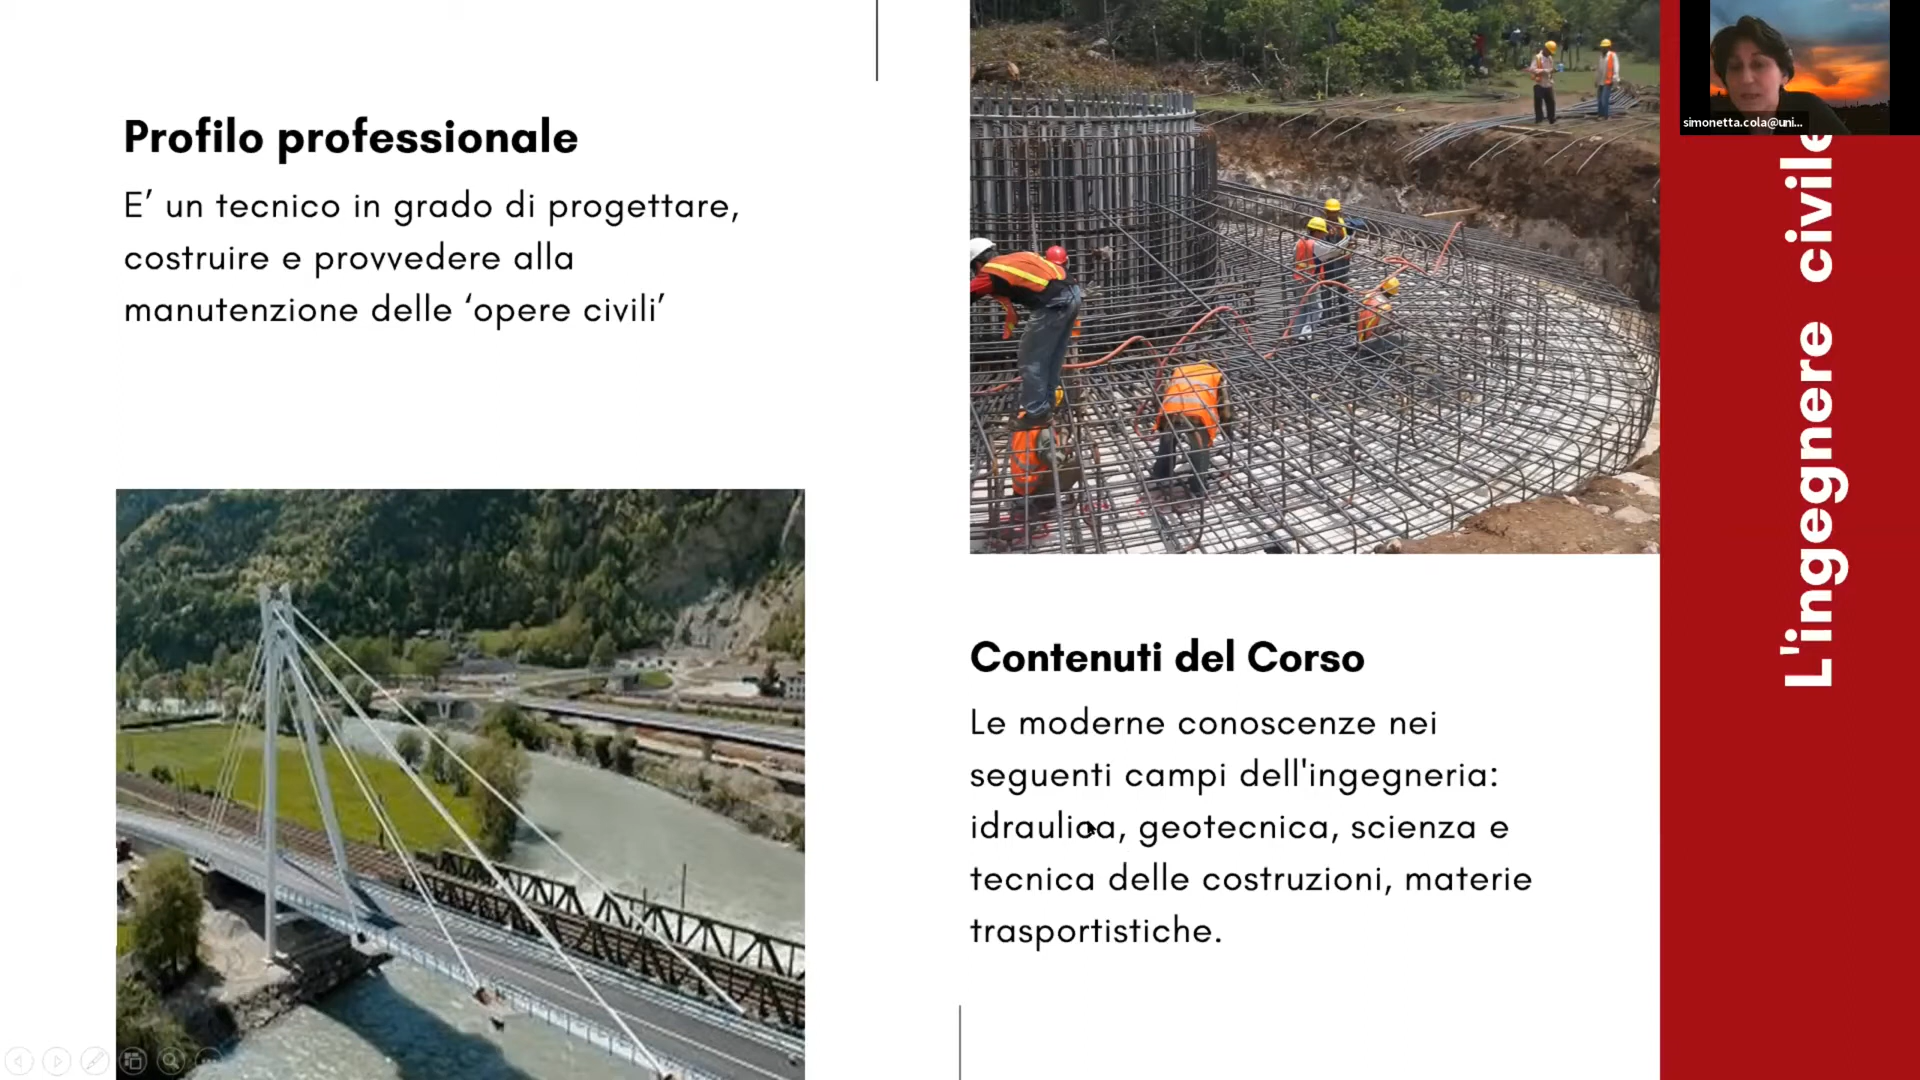 Profilo professionale
E’ un tecnico in grado di progettare,
costruire e provvedere alla
manutenzione delle ‘opere civili’
Contenuti del Corso
Le moderne conoscenze nei
seguenti campi dell'ingegneria:
idraulica, geotecnica, scienza e
tecnica delle costruzioni, materie
trasportistiche.
L'ingegnere civile
simonetta.cola@uni...